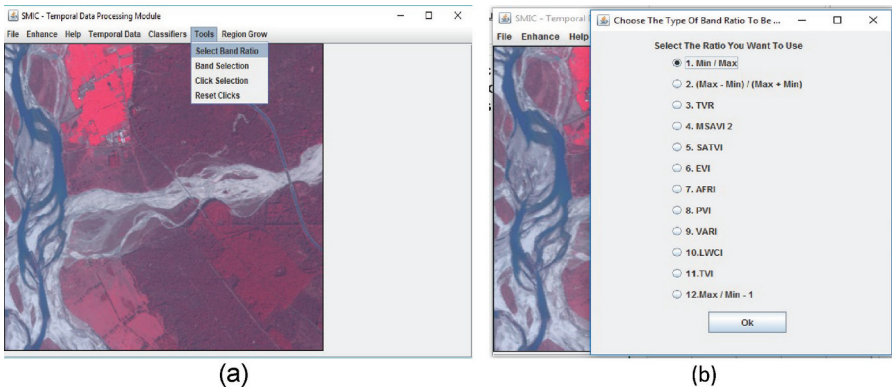 SMIC - Temporal Data Processing Module
File Enhance Help Temporal Data Classifiers Tools Region Grow
Select Band Ratio
Band Selection
Click Selection
Reset Clicks
(a)
SMIC - Temporal
File Enhance Help
Choose The Type Of Band Ratio To Be ...
Select The Ratio You Want To Use
1. Min / Max
2. (Max - Min) / (Max + Min)
3. TVR
4. MSAVI 2
5. SATVI
6. EVI
7. AFRI
8. PVI
9. VARI
10.LWCI
11.TVI
12.Max / Min - 1
Ok
(b)